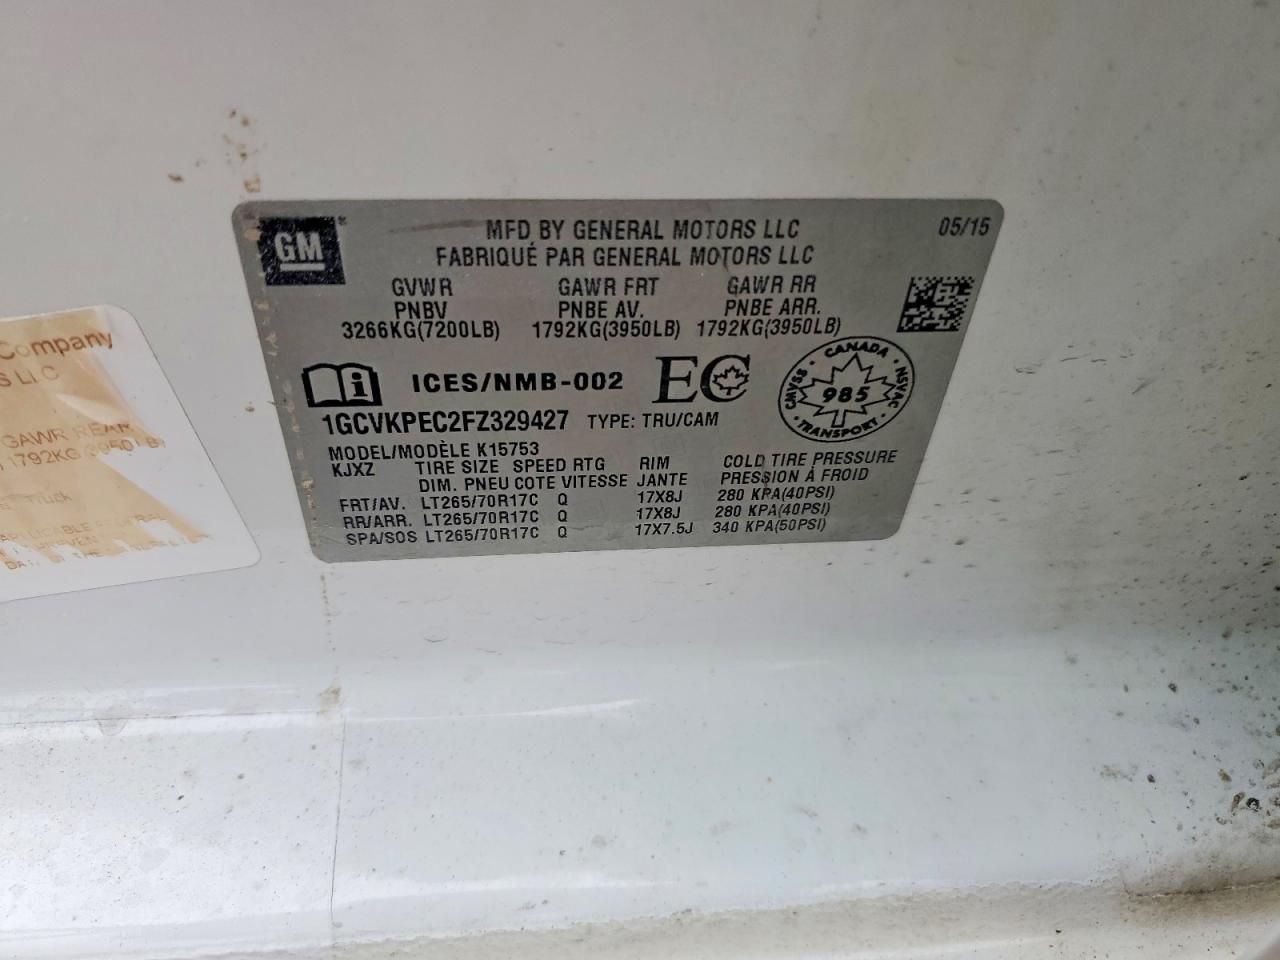 GM
MFD BY GENERAL MOTORS LLC 05/15
FABRIQUÉ PAR GENERAL MOTORS LLC
GVWR GAWR FRT GAWR RR
PNBV PNBE AV. PNBE ARR.
3266KG(7200LB) 1792KG(3950LB) 1792KG(3950LB)
i ICES/NMB-002 EC
CANADA
CMVSS 985 NSVAC
TRANSPORT
1GCVKPEC2FZ329427 TYPE: TRU/CAM
MODEL/MODÈLE K15753
KJXZ TIRE SIZE SPEED RTG RIM COLD TIRE PRESSURE
DIM. PNEU COTE VITESSE JANTE PRESSION À FROID
FRT/AV. LT265/70R17C Q 17X8J 280 KPA(40PSI)
RR/ARR. LT265/70R17C Q 17X8J 280 KPA(40PSI)
SPA/SOS LT265/70R17C Q 17X7.5J 340 KPA(50PSI)
Company
LLC
GAWR REAR
1792KG(3950LB)
Truck